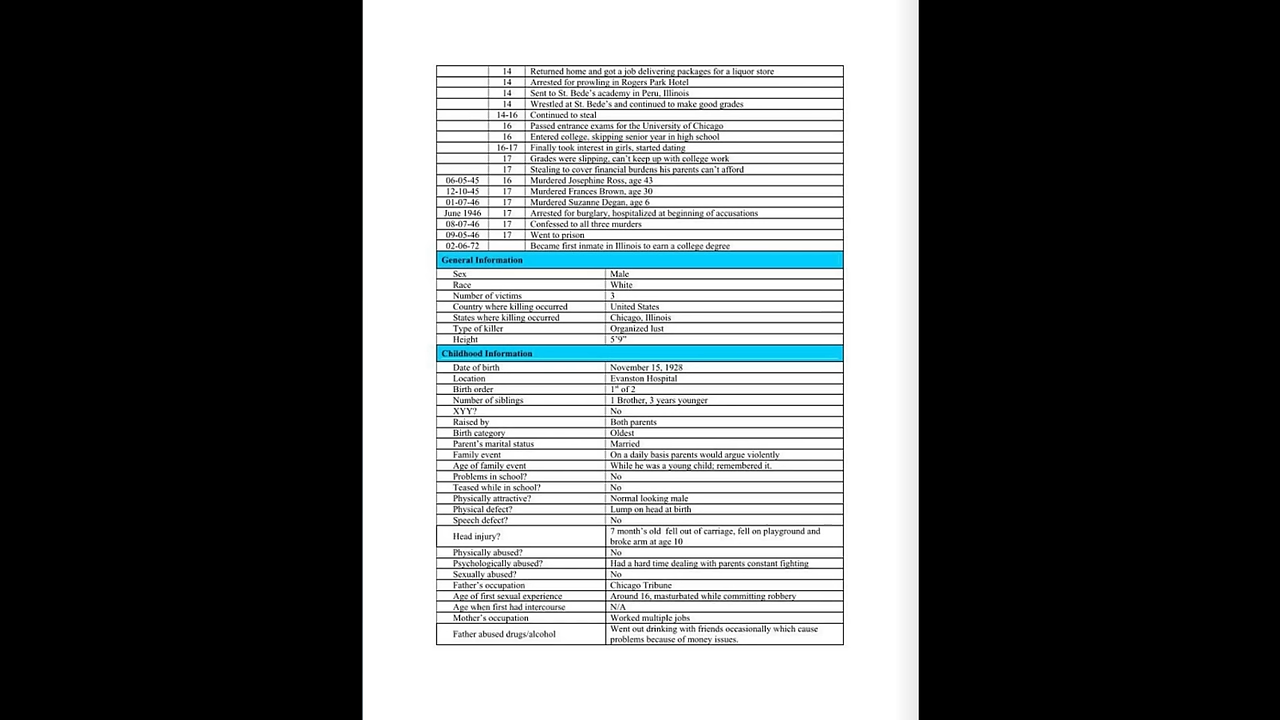 14 Returned home and got a job delivering packages for a liquor store
14 Arrested for prowling in Rogers Park Hotel
14 Sent to St. Bede's academy in Peru, Illinois
14 Wrestled at St. Bede's and continued to make good grades
14-16 Continued to steal
16 Passed entrance exams for the University of Chicago
16 Entered college, skipping senior year in high school
16-17 Finally took interest in girls, started dating
17 Grades were slipping, can't keep up with college work
17 Stealing to cover financial burdens his parents can't afford
06-05-45 16 Murdered Josephine Ross, age 43
12-10-45 17 Murdered Frances Brown, age 30
01-07-46 17 Murdered Suzanne Degan, age 6
June 1946 17 Arrested for burglary, hospitalized at beginning of accusations
08-07-46 17 Confessed to all three murders
09-05-46 17 Went to prison
02-06-72 Became first inmate in Illinois to earn a college degree
General Information
Sex Male
Race White
Number of victims 3
Country where killing occurred United States
States where killing occurred Chicago, Illinois
Type of killer Organized lust
Height 5'9"
Childhood Information
Date of birth November 15, 1928
Location Evanston Hospital
Birth order 1st of 2
Number of siblings 1 Brother, 3 years younger
XYY? No
Raised by Both parents
Birth category Oldest
Parent's marital status Married
Family event On a daily basis parents would argue violently
Age of family event While he was a young child; remembered it.
Problems in school? No
Teased while in school? No
Physically attractive? Normal looking male
Physical defect? Lump on head at birth
Speech defect? No
Head injury? 7 month's old fell out of carriage, fell on playground and
broke arm at age 10
Physically abused? No
Psychologically abused? Had a hard time dealing with parents constant fighting
Sexually abused? No
Father's occupation Chicago Tribune
Age of first sexual experience Around 16, masturbated while committing robbery
Age when first had intercourse N/A
Mother's occupation Worked multiple jobs
Father abused drugs/alcohol Went out drinking with friends occasionally which cause
problems because of money issues.